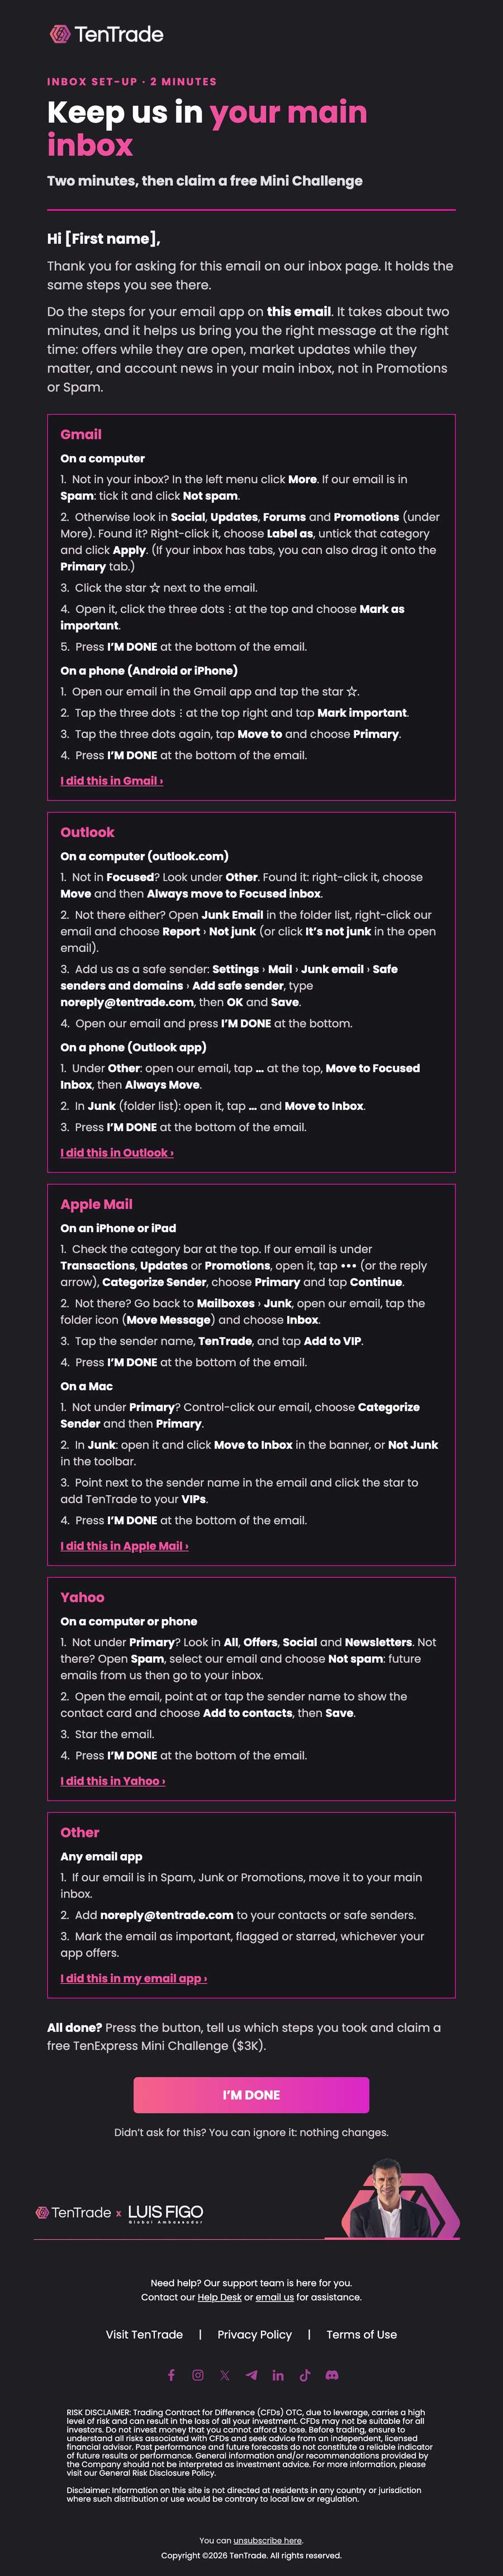 TenTrade
INBOX SET-UP · 2 MINUTES
Keep us in your main
inbox
Two minutes, then claim a free Mini Challenge
Hi [First name],
Thank you for asking for this email on our inbox page. It holds the
same steps you see there.
Do the steps for your email app on this email. It takes about two
minutes, and it helps us bring you the right message at the right
time: offers while they are open, market updates while they
matter, and account news in your main inbox, not in Promotions
or Spam.
Gmail
On a computer
1. Not in your inbox? In the left menu click More. If our email is in
Spam: tick it and click Not spam.
2. Otherwise look in Social, Updates, Forums and Promotions (under
More). Found it? Right-click it, choose Label as, untick that category
and click Apply. (If your inbox has tabs, you can also drag it onto the
Primary tab.)
3. Click the star ☆ next to the email.
4. Open it, click the three dots ⋮ at the top and choose Mark as
important.
5. Press I’M DONE at the bottom of the email.
On a phone (Android or iPhone)
1. Open our email in the Gmail app and tap the star ☆.
2. Tap the three dots ⋮ at the top right and tap Mark important.
3. Tap the three dots again, tap Move to and choose Primary.
4. Press I’M DONE at the bottom of the email.
I did this in Gmail ›
Outlook
On a computer (outlook.com)
1. Not in Focused? Look under Other. Found it: right-click it, choose
Move and then Always move to Focused inbox.
2. Not there either? Open Junk Email in the folder list, right-click our
email and choose Report › Not junk (or click It’s not junk in the open
email).
3. Add us as a safe sender: Settings › Mail › Junk email › Safe
senders and domains › Add safe sender, type
noreply@tentrade.com, then OK and Save.
4. Open our email and press I’M DONE at the bottom.
On a phone (Outlook app)
1. Under Other: open our email, tap … at the top, Move to Focused
Inbox, then Always Move.
2. In Junk (folder list): open it, tap … and Move to Inbox.
3. Press I’M DONE at the bottom of the email.
I did this in Outlook ›
Apple Mail
On an iPhone or iPad
1. Check the category bar at the top. If our email is under
Transactions, Updates or Promotions, open it, tap ••• (or the reply
arrow), Categorize Sender, choose Primary and tap Continue.
2. Not there? Go back to Mailboxes › Junk, open our email, tap the
folder icon (Move Message) and choose Inbox.
3. Tap the sender name, TenTrade, and tap Add to VIP.
4. Press I’M DONE at the bottom of the email.
On a Mac
1. Not under Primary? Control-click our email, choose Categorize
Sender and then Primary.
2. In Junk: open it and click Move to Inbox in the banner, or Not Junk
in the toolbar.
3. Point next to the sender name in the email and click the star to
add TenTrade to your VIPs.
4. Press I’M DONE at the bottom of the email.
I did this in Apple Mail ›
Yahoo
On a computer or phone
1. Not under Primary? Look in All, Offers, Social and Newsletters. Not
there? Open Spam, select our email and choose Not spam: future
emails from us then go to your inbox.
2. Open the email, point at or tap the sender name to show the
contact card and choose Add to contacts, then Save.
3. Star the email.
4. Press I’M DONE at the bottom of the email.
I did this in Yahoo ›
Other
Any email app
1. If our email is in Spam, Junk or Promotions, move it to your main
inbox.
2. Add noreply@tentrade.com to your contacts or safe senders.
3. Mark the email as important, flagged or starred, whichever your
app offers.
I did this in my email app ›
All done? Press the button, tell us which steps you took and claim a
free TenExpress Mini Challenge ($3K).
I’M DONE
Didn’t ask for this? You can ignore it: nothing changes.
TenTrade x LUIS FIGO
Global Ambassador
Need help? Our support team is here for you.
Contact our Help Desk or email us for assistance.
Visit TenTrade | Privacy Policy | Terms of Use
RISK DISCLAIMER: Trading Contract for Difference (CFDs) OTC, due to leverage, carries a high
level of risk and can result in the loss of all your investment. CFDs may not be suitable for all
investors. Do not invest money that you cannot afford to lose. Before trading, ensure to
understand all risks associated with CFDs and seek advice from an independent, licensed
financial advisor. Past performance and future forecasts do not constitute a reliable indicator
of future results or performance. General information and/or recommendations provided by
the Company should not be interpreted as investment advice. For more information, please
visit our General Risk Disclosure Policy.
Disclaimer: Information on this site is not directed at residents in any country or jurisdiction
where such distribution or use would be contrary to local law or regulation.
You can unsubscribe here.
Copyright ©2026 TenTrade. All rights reserved.